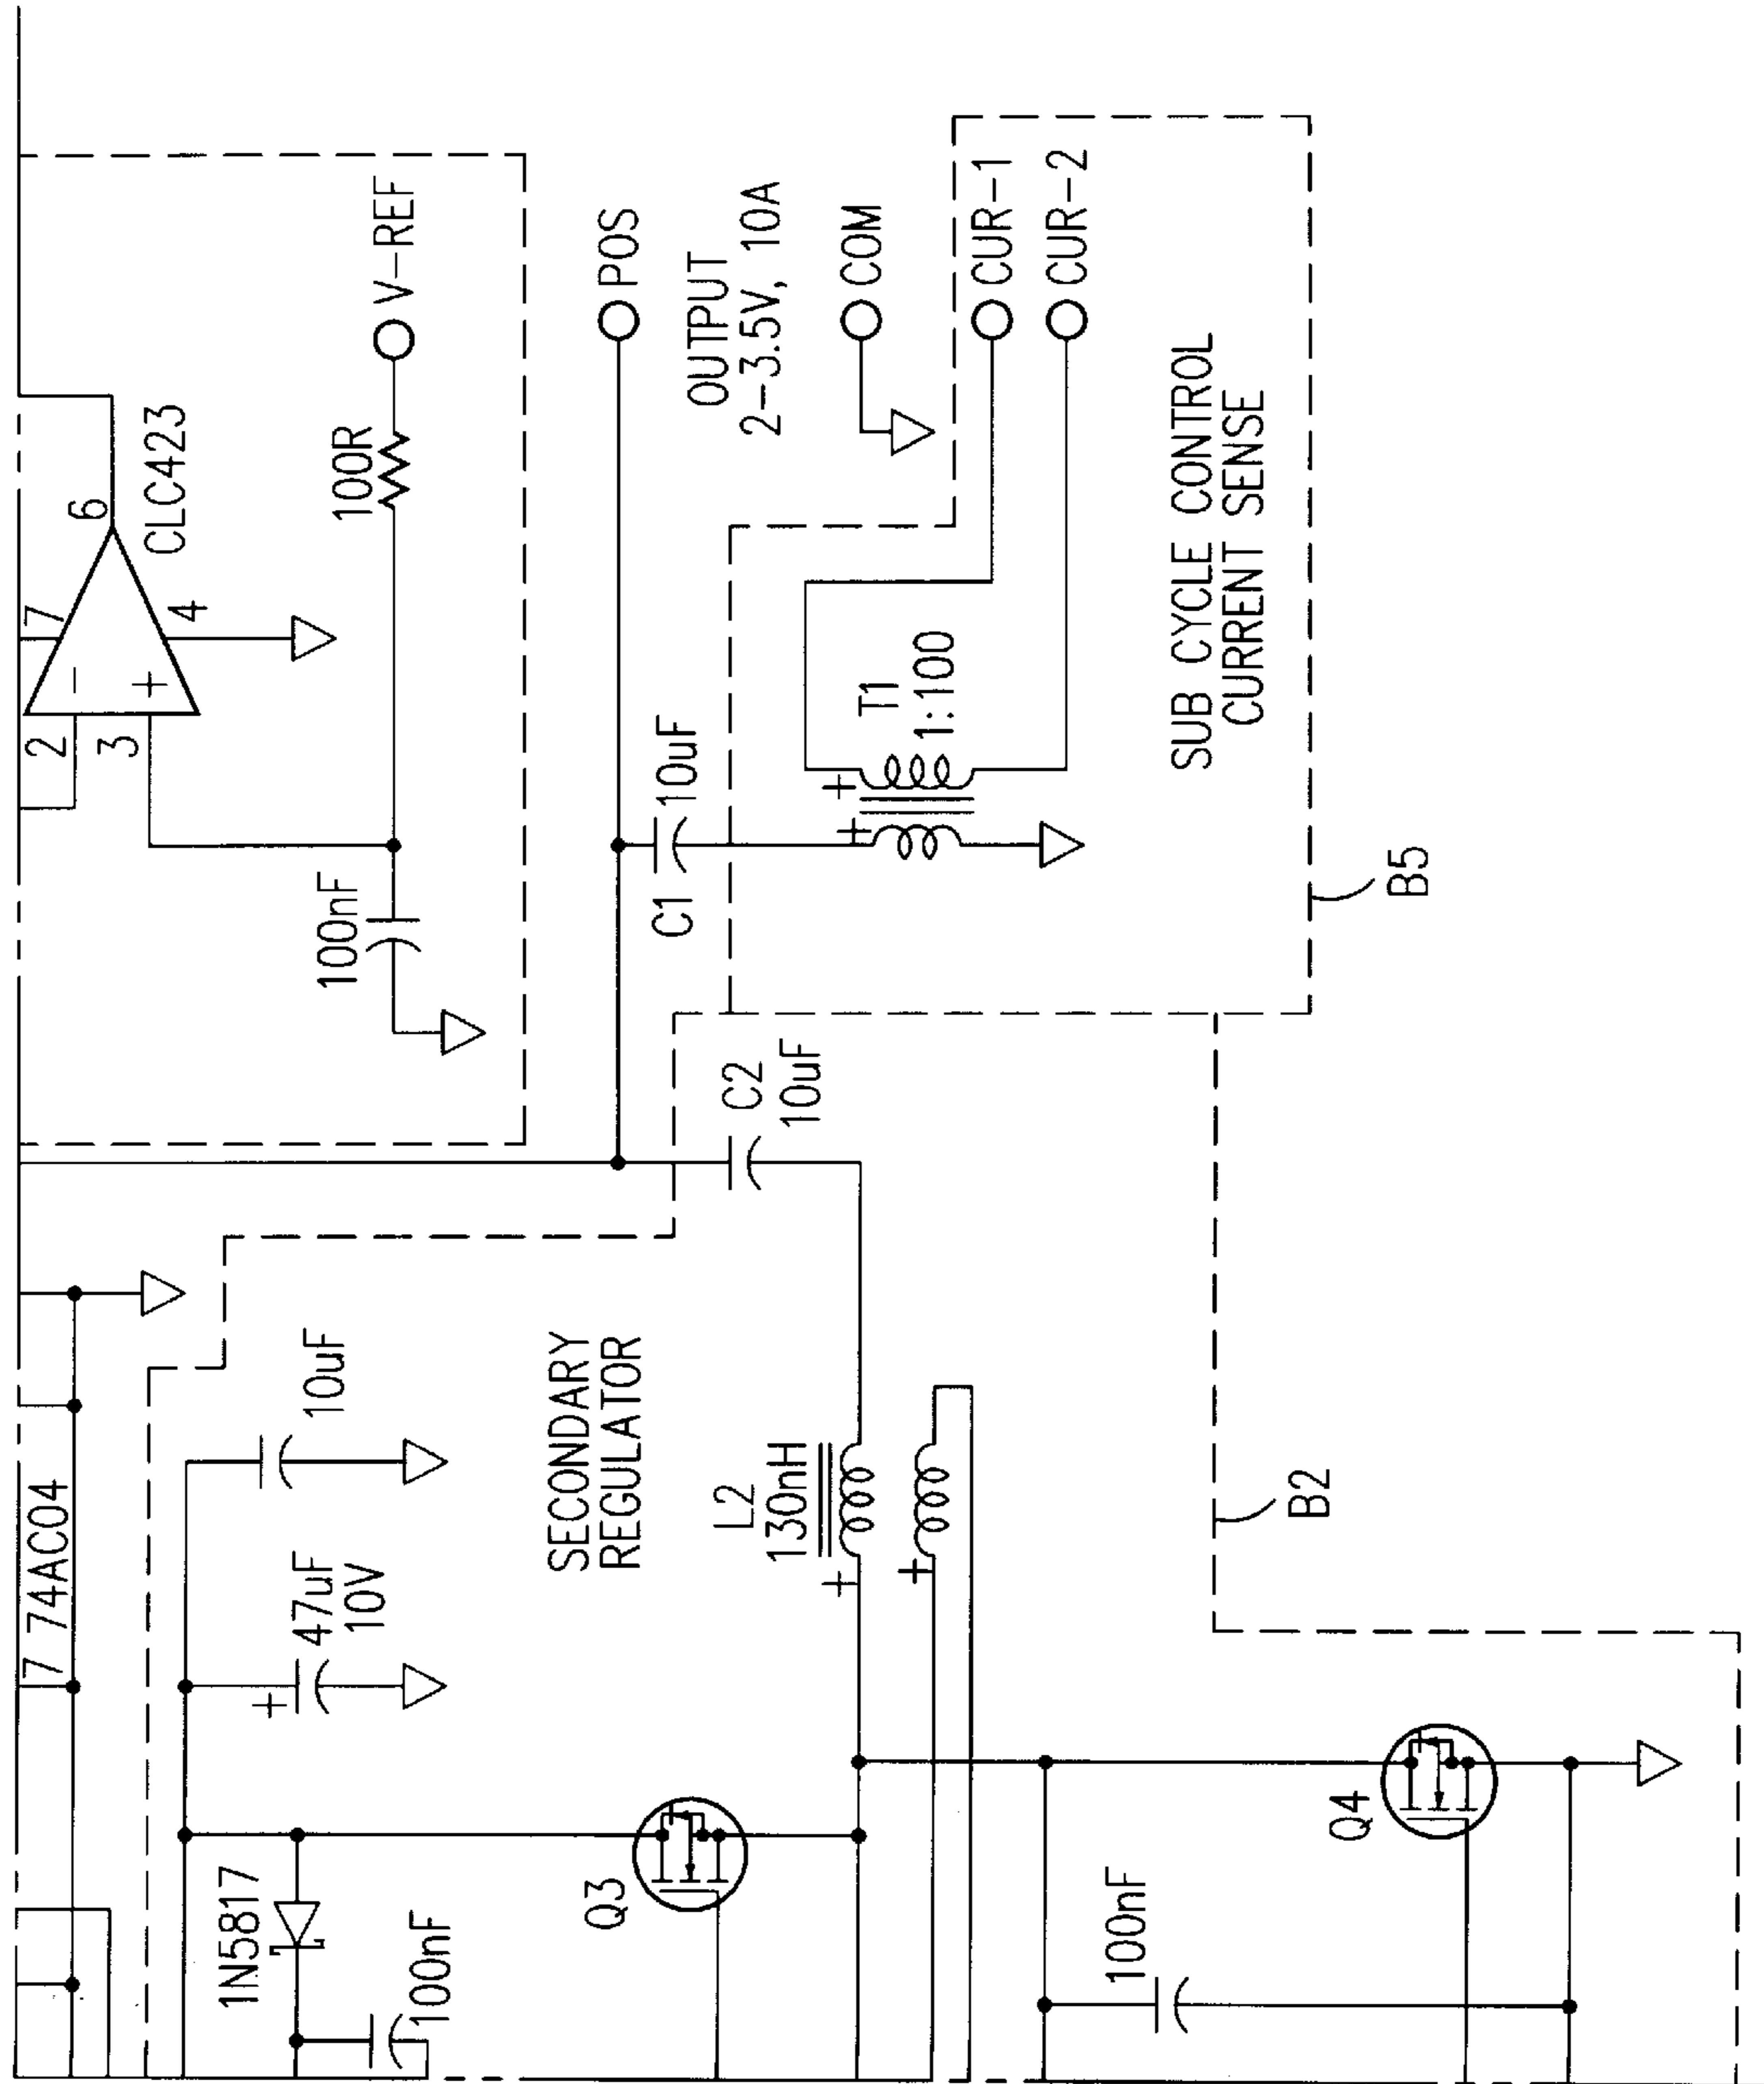 7 74AC04
2
3
7
6
4
CLC423
-
+
100R
V-REF
100nF
POS
OUTPUT
2-3.5V, 10A
COM
C1
10uF
CUR-1
CUR-2
+
+
T1
1:100
SUB CYCLE CONTROL
CURRENT SENSE
B5
C2
10uF
10uF
+
47uF
10V
SECONDARY
REGULATOR
L2
130nH
+
+
B2
1N5817
100nF
Q3
Q4
100nF